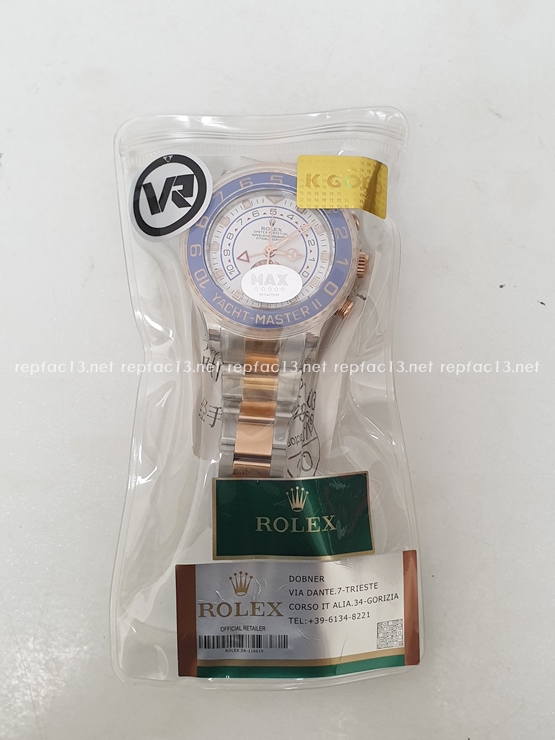 VR
K-GOLD
ROLEX
OYSTER PERPETUAL
MAX
YACHT-MASTER II
repfac13.net repfac13.net repfac13.net repfac13.net repfac13.net
ROLEX
ROLEX
OFFICIAL RETAILER
DOBNER
VIA DANTE.7-TRIESTE
CORSO IT ALIA.34-GORIZIA
TEL:+39-6134-8221